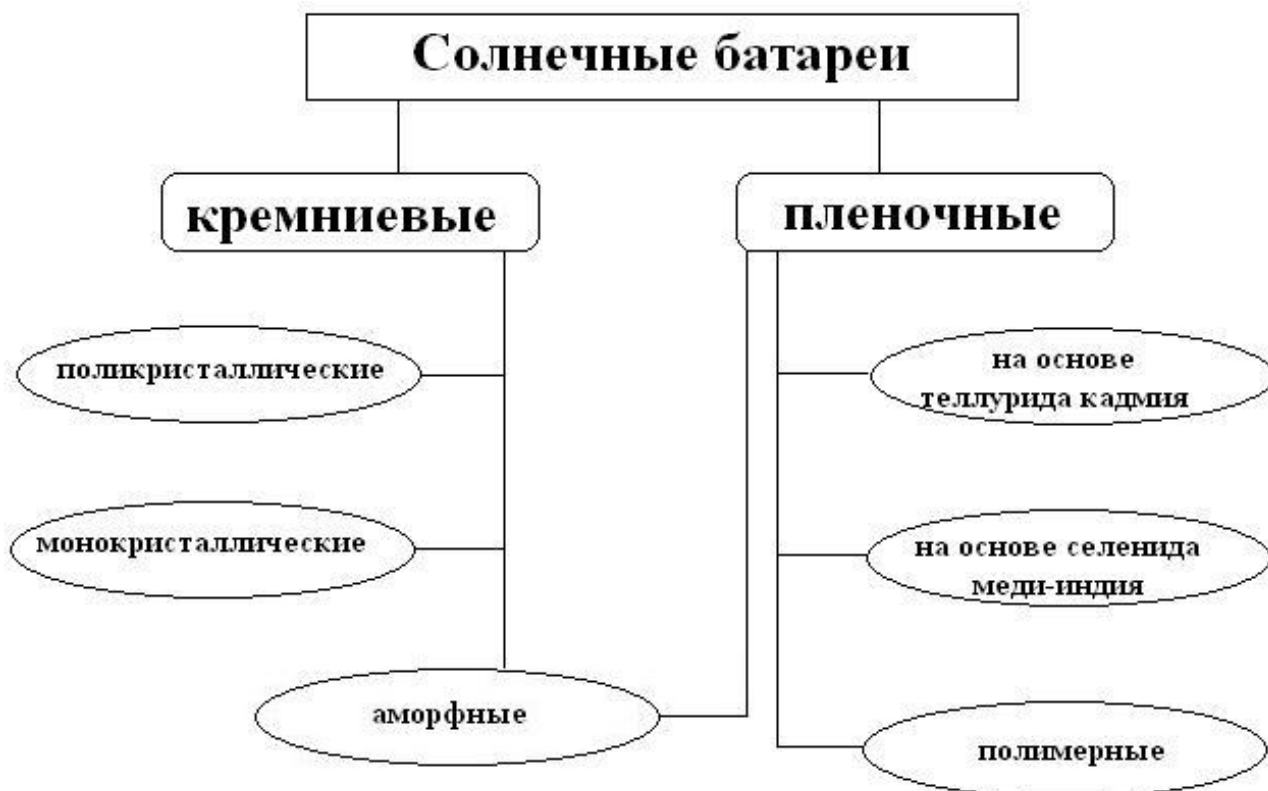 Солнечные батареи
кремниевые
пленочные
поликристаллические
на основе
теллурида кадмия
монокристаллические
на основе селенида
меди-индия
аморфные
полимерные